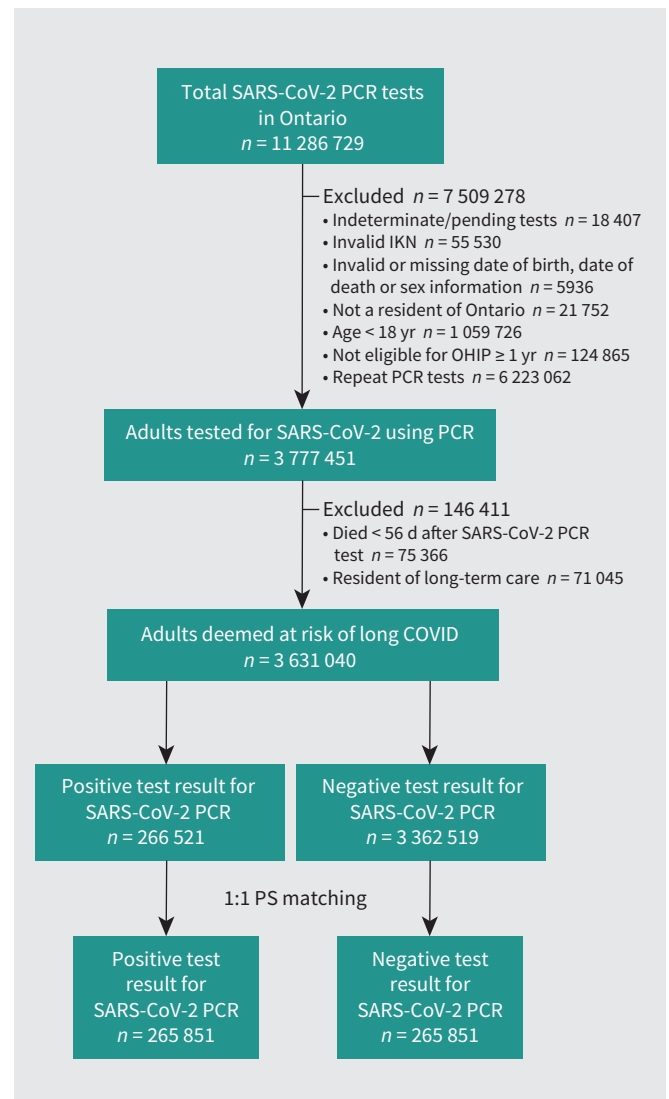 Total SARS-CoV-2 PCR tests
in Ontario
n = 11 286 729
Excluded n = 7 509 278
• Indeterminate/pending tests n = 18 407
• Invalid IKN n = 55 530
• Invalid or missing date of birth, date of
death or sex information n = 5936
• Not a resident of Ontario n = 21 752
• Age < 18 yr n = 1 059 726
• Not eligible for OHIP ≥ 1 yr n = 124 865
• Repeat PCR tests n = 6 223 062
Adults tested for SARS-CoV-2 using PCR
n = 3 777 451
Excluded n = 146 411
• Died < 56 d after SARS-CoV-2 PCR
test n = 75 366
• Resident of long-term care n = 71 045
Adults deemed at risk of long COVID
n = 3 631 040
Positive test result for
SARS-CoV-2 PCR
n = 266 521
Negative test result for
SARS-CoV-2 PCR
n = 3 362 519
1:1 PS matching
Positive test
result for
SARS-CoV-2 PCR
n = 265 851
Negative test
result for
SARS-CoV-2 PCR
n = 265 851